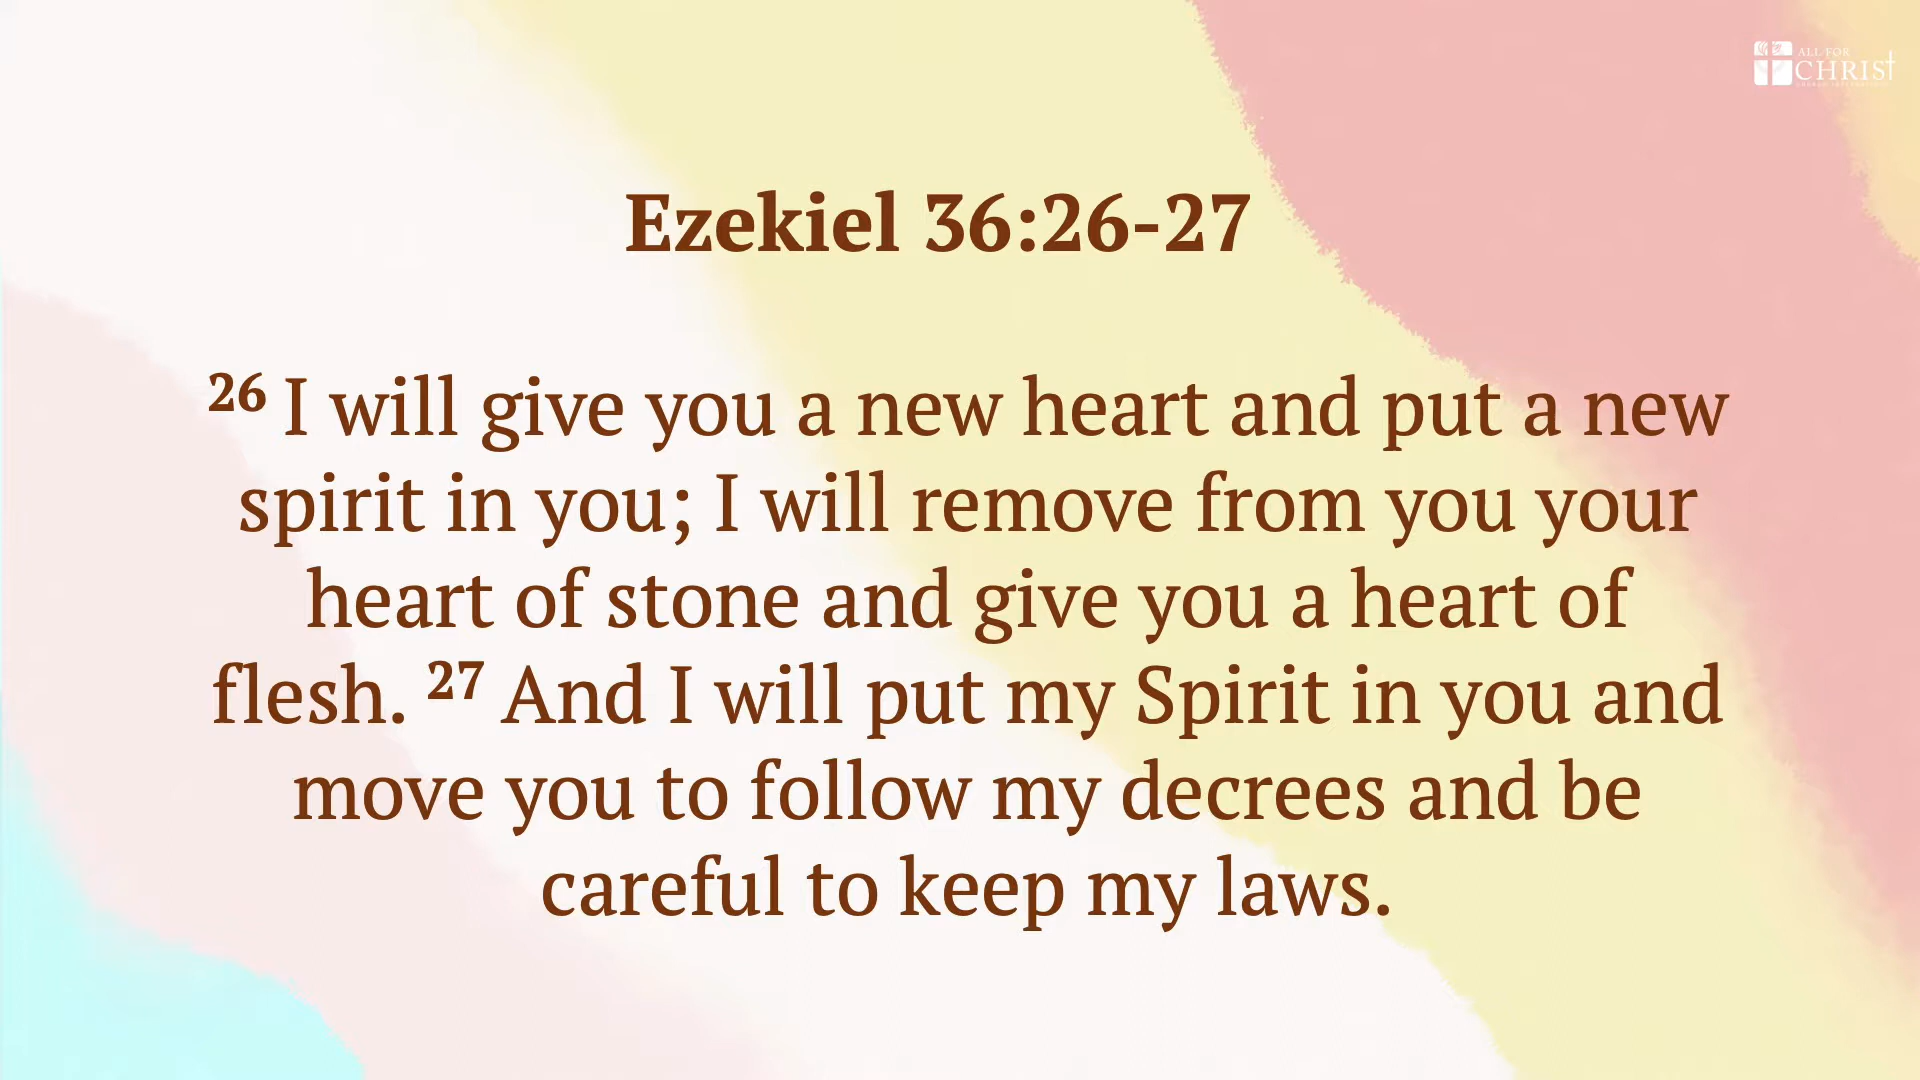 ALL FOR
CHRIST
Ezekiel 36:26-27
26 I will give you a new heart and put a new
spirit in you; I will remove from you your
heart of stone and give you a heart of
flesh. 27 And I will put my Spirit in you and
move you to follow my decrees and be
careful to keep my laws.